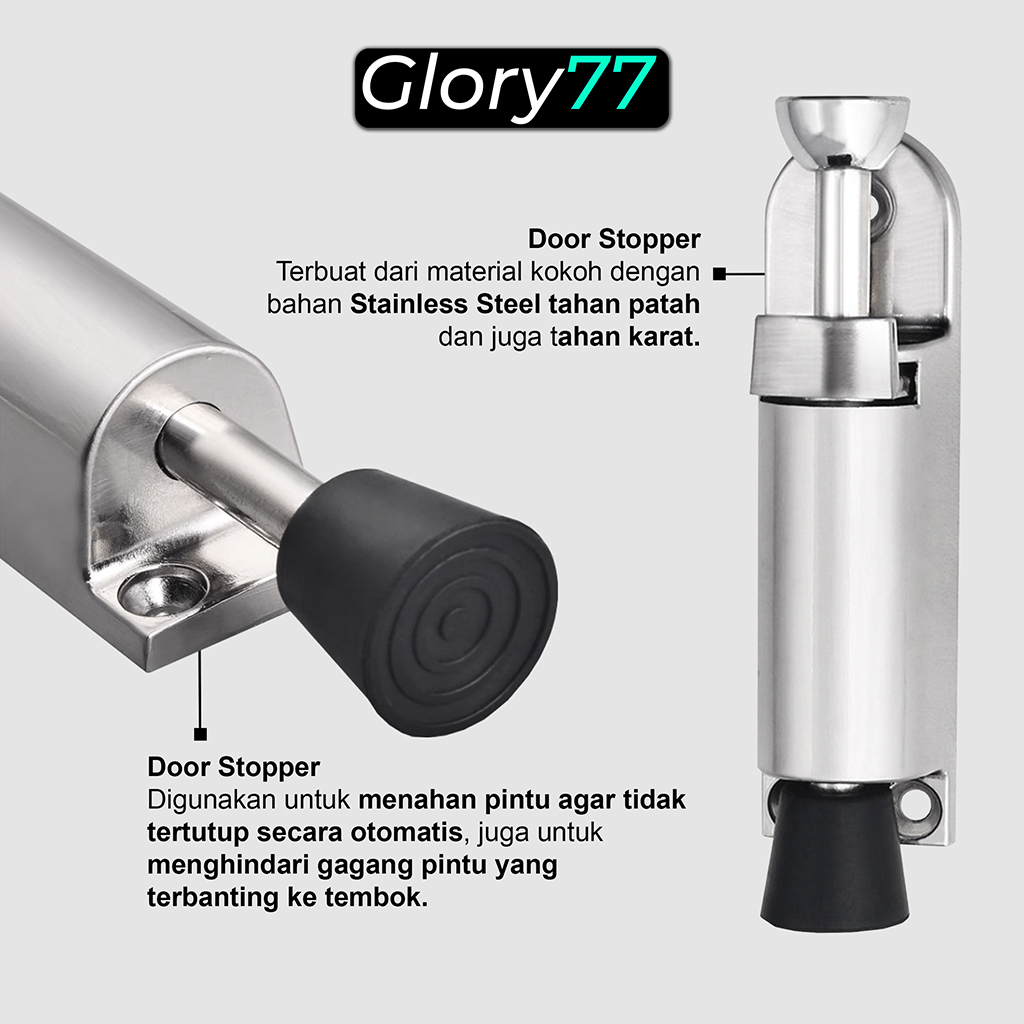 Glory77
Door Stopper
Terbuat dari material kokoh dengan
bahan Stainless Steel tahan patah
dan juga tahan karat.
Door Stopper
Digunakan untuk menahan pintu agar tidak
tertutup secara otomatis, juga untuk
menghindari gagang pintu yang
terbanting ke tembok.